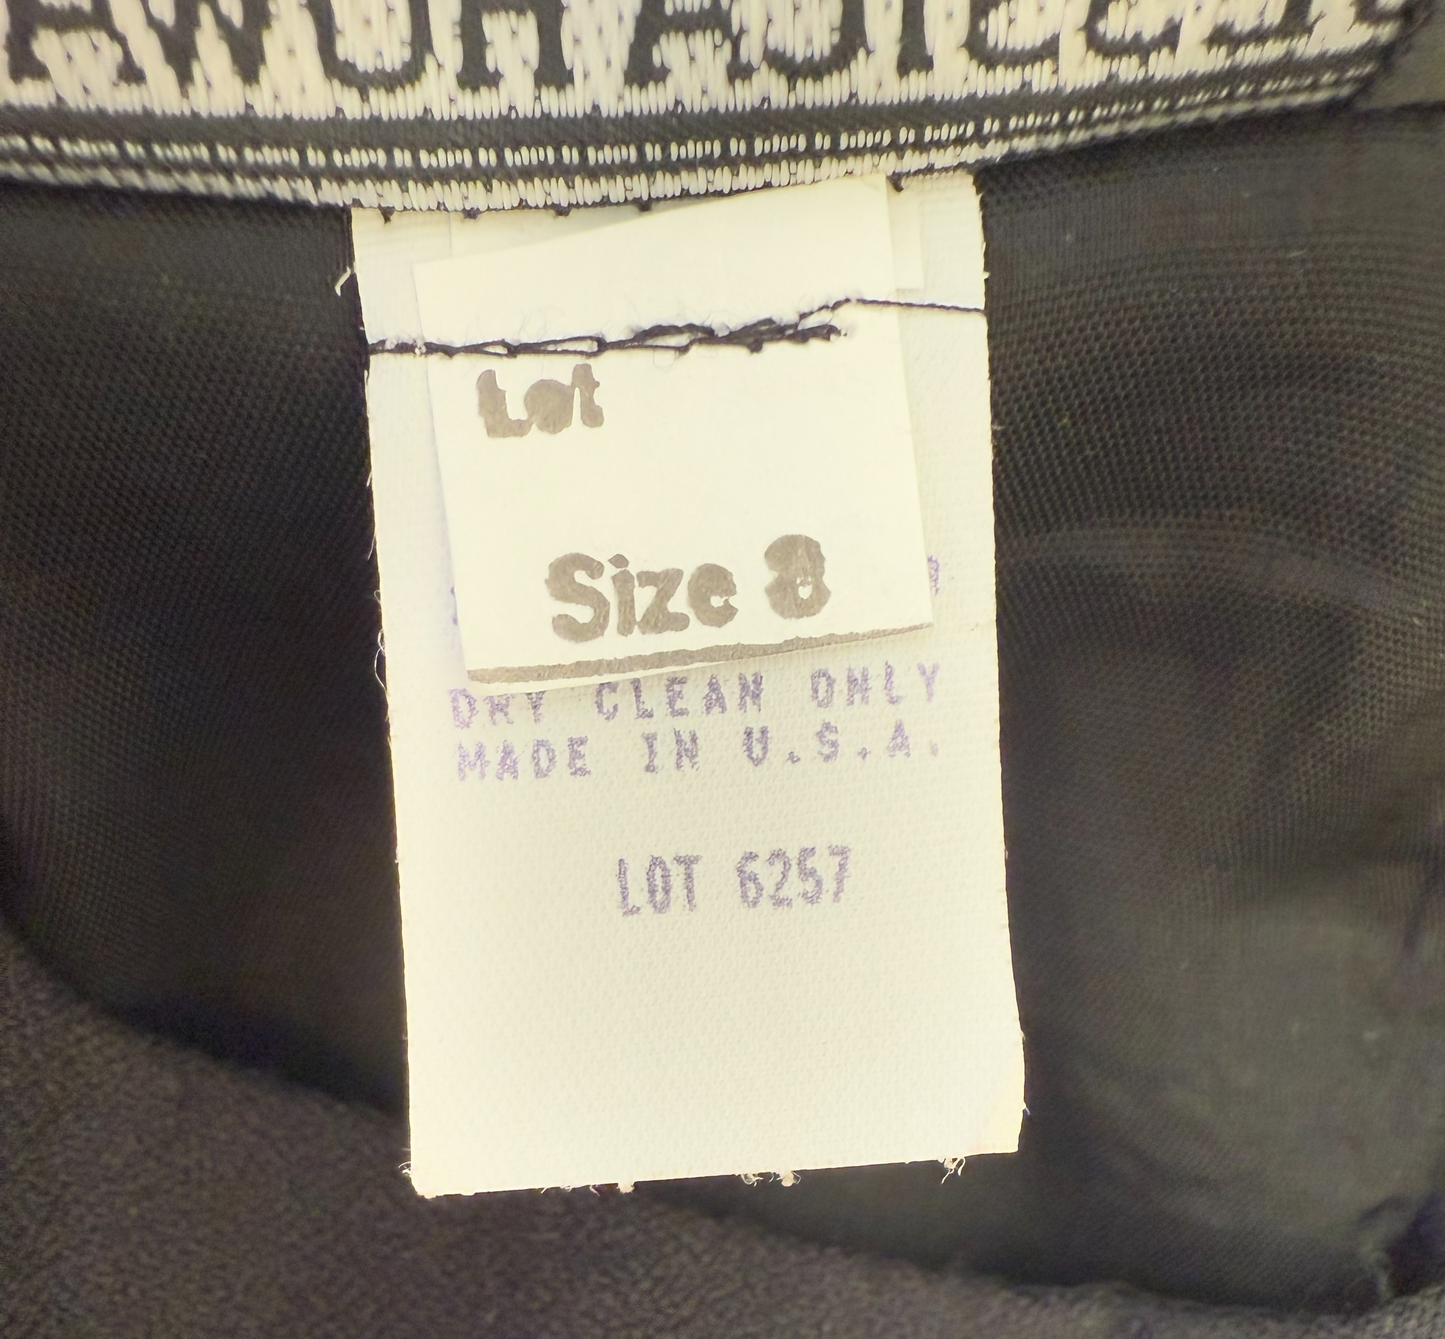 Lot
Size 8
DRY CLEAN ONLY
MADE IN U.S.A.
LOT 6257